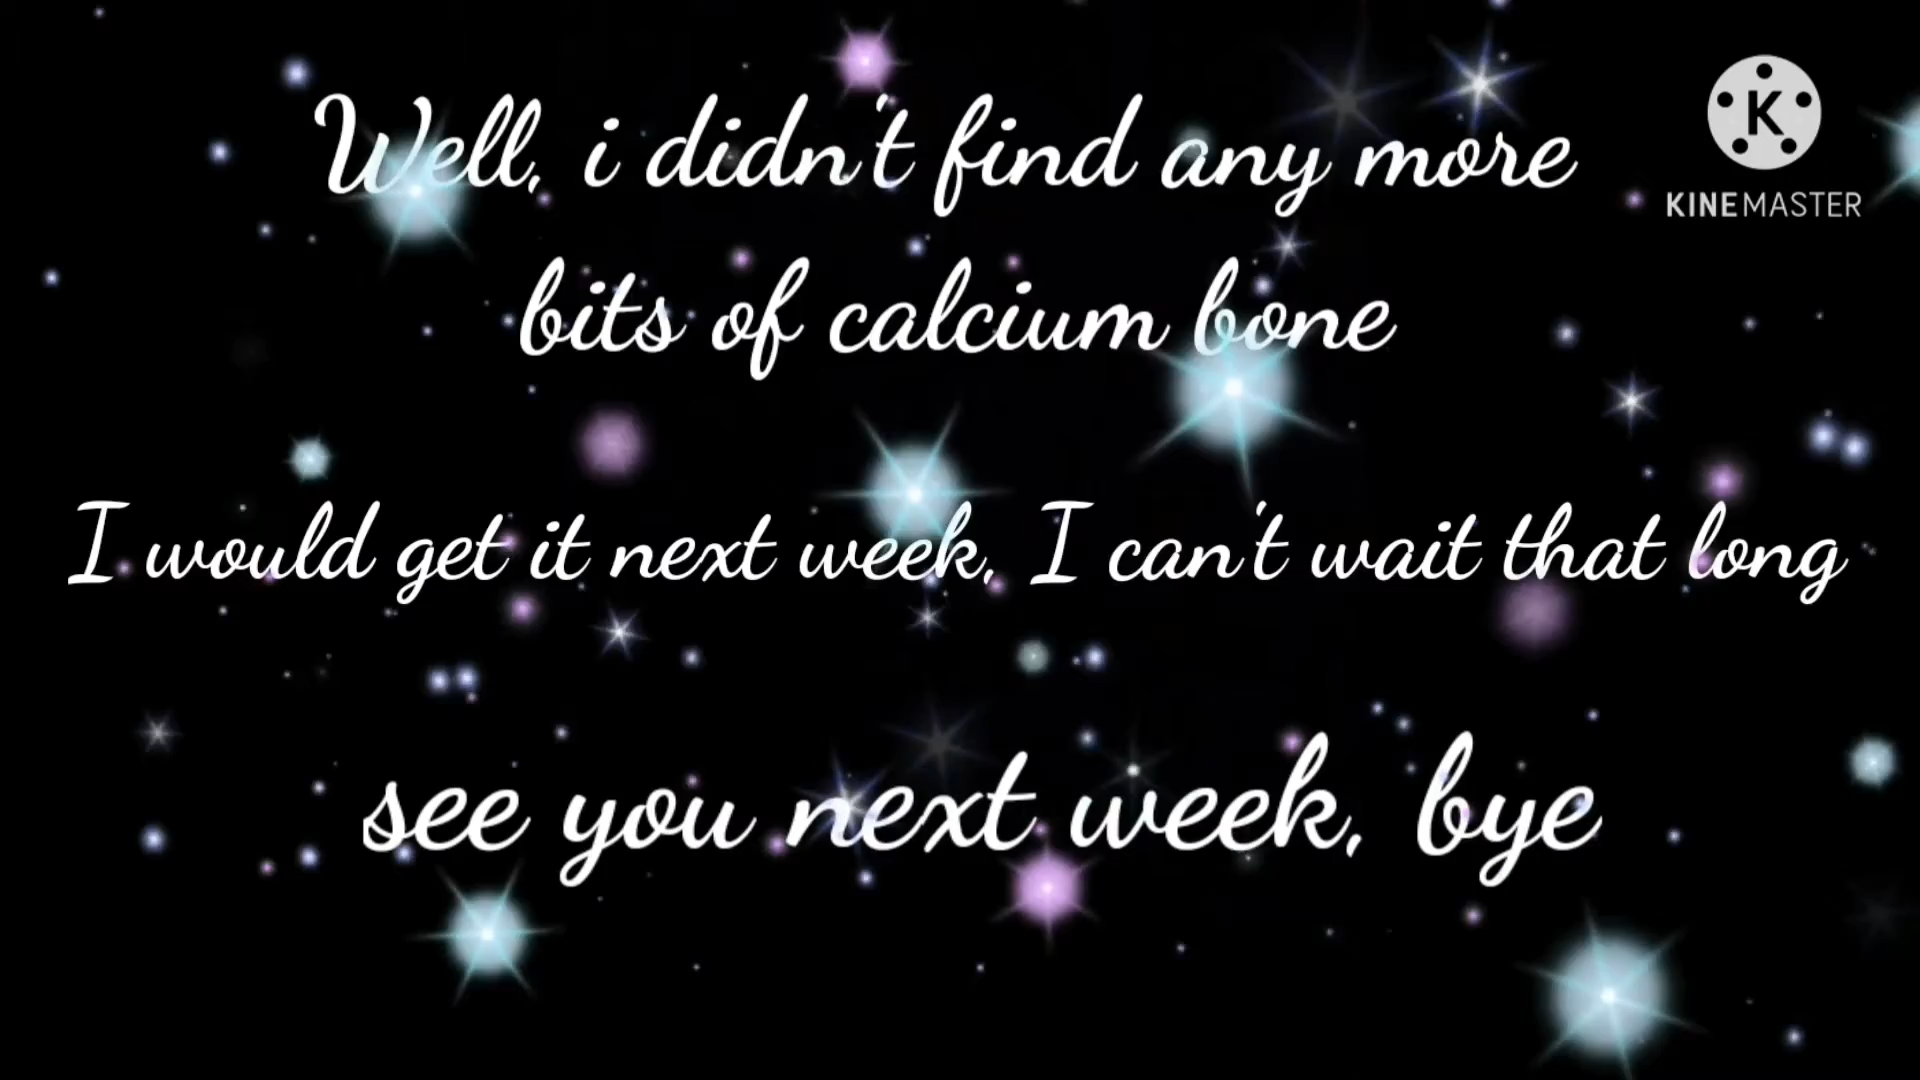 Well, i didn't find any more
K
KINEMASTER
bits of calcium bone
I would get it next week, I can't wait that long
see you next week, bye